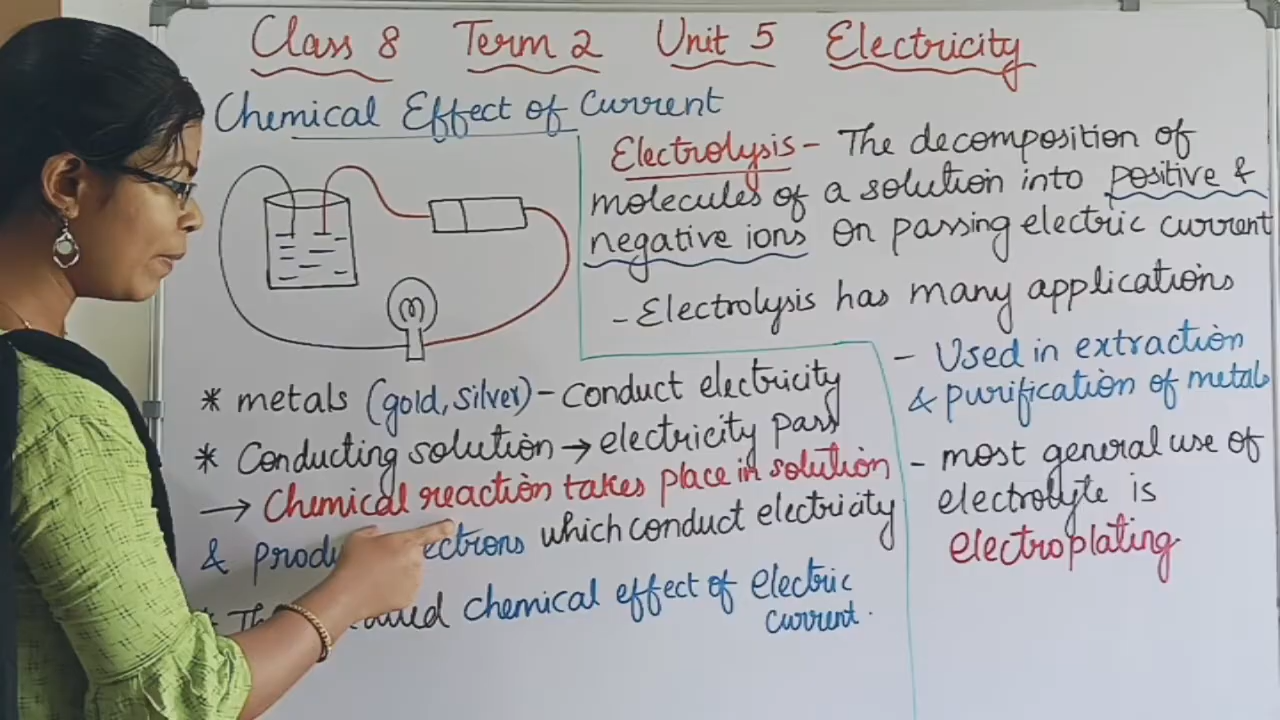 Class 8 Term 2 Unit 5 Electricity
Chemical Effect of Current
Electrolysis - The decomposition of
molecules of a solution into positive &
negative ions on passing electric current
- Electrolysis has many applications
- Used in extraction
& purification of metals
- most general use of
electrolyte is
electroplating
* metals (gold, silver) - conduct electricity
* Conducting solution → electricity pass
→ Chemical reaction takes place in solution
& which conduct electricity
* chemical effect of electric
current.